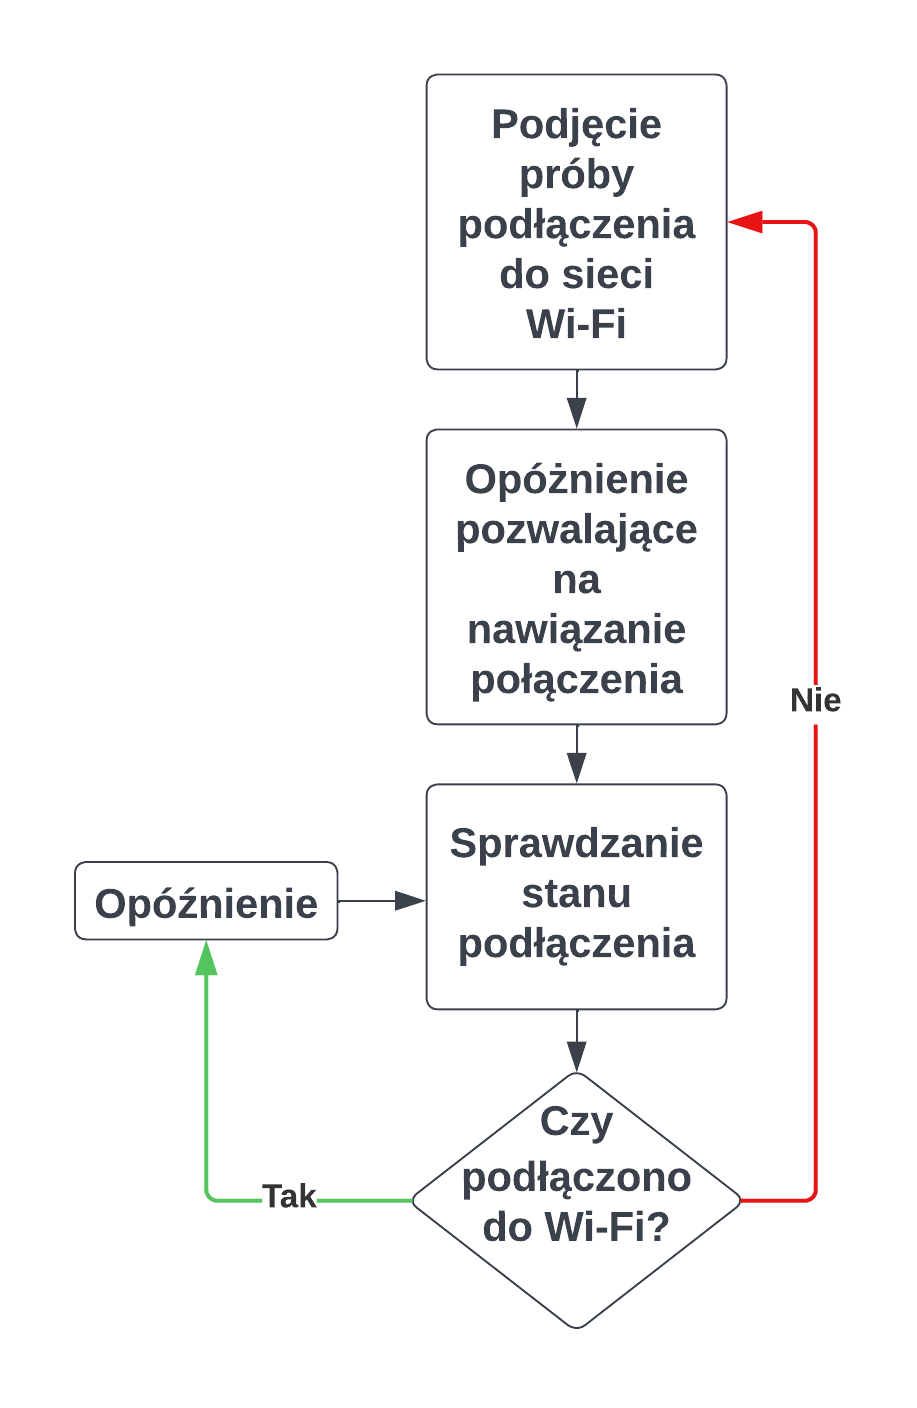 Podjęcie
próby
podłączenia
do sieci
Wi-Fi
Opóżnienie
pozwalające
na
nawiązanie
połączenia
Nie
Sprawdzanie
stanu
podłączenia
Opóźnienie
Czy
podłączono
do Wi-Fi?
Tak